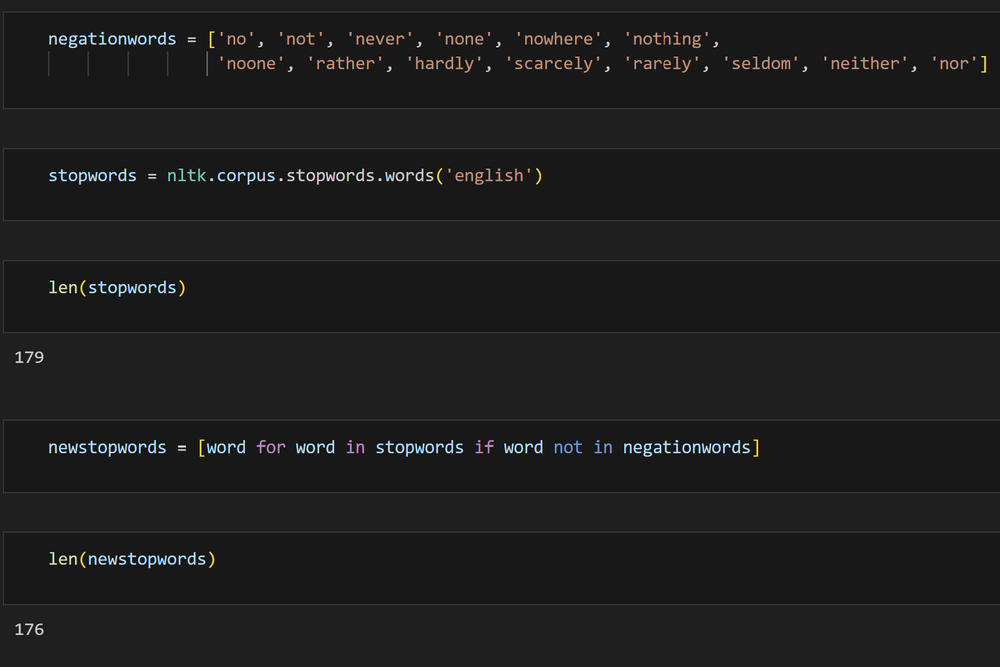 negationwords = ['no', 'not', 'never', 'none', 'nowhere', 'nothing',
'noone', 'rather', 'hardly', 'scarcely', 'rarely', 'seldom', 'neither', 'nor']
stopwords = nltk.corpus.stopwords.words('english')
len(stopwords)
179
newstopwords = [word for word in stopwords if word not in negationwords]
len(newstopwords)
176